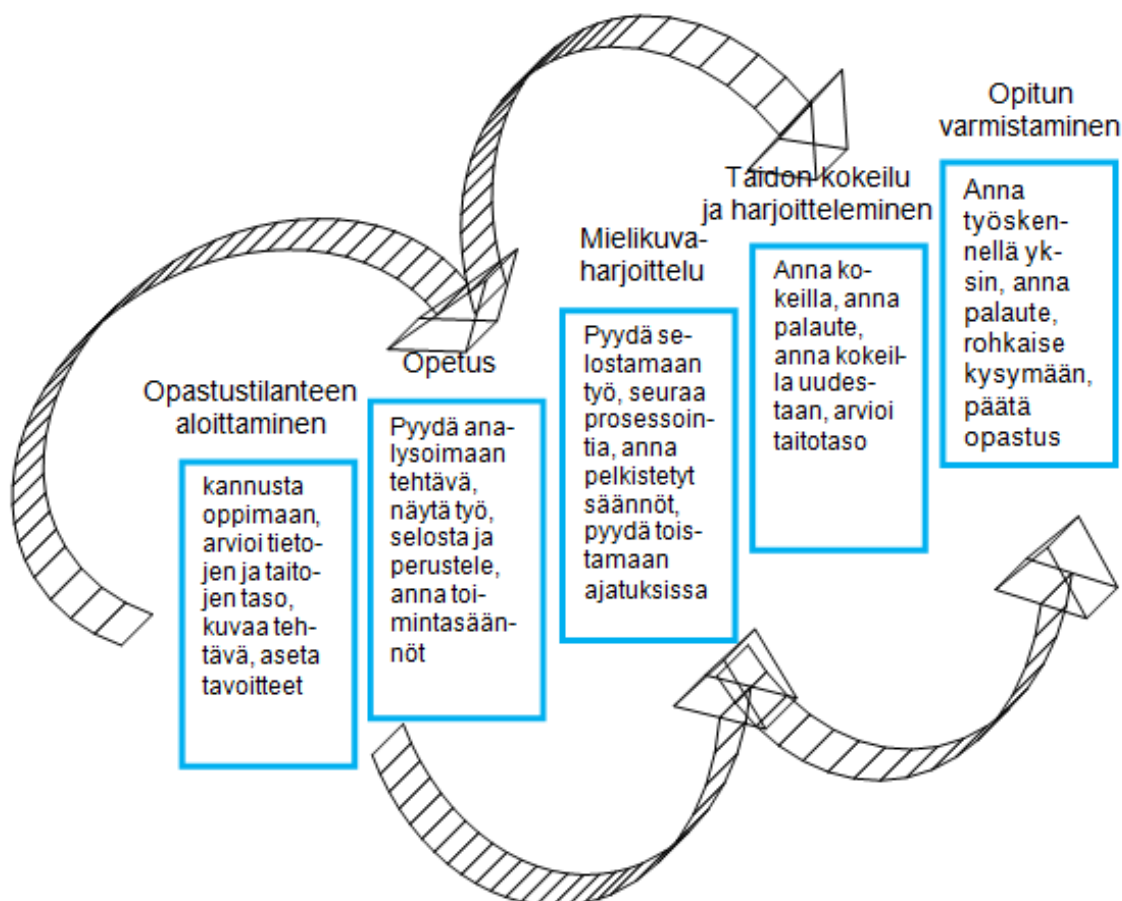 Opastustilanteen
aloittaminen
kannusta
oppimaan,
arvioi tieto-
jen ja taito-
jen taso,
kuvaa teh-
tävä, aseta
tavoitteet
Opetus
Pyydä ana-
lysoimaan
tehtävä,
näytä työ,
selosta ja
perustele,
anna toi-
mintasään-
nöt
Mielikuva-
harjoittelu
Pyydä se-
lostamaan
työ, seuraa
prosessoin-
tia, anna
pelkistetyt
säännöt,
pyydä tois-
tamaan
ajatuksissa
Taidon kokeilu
ja harjoitteleminen
Anna ko-
keilla, anna
palaute,
anna kokeil-
la uudes-
taan, arvioi
taitotaso
Opitun
varmistaminen
Anna
työsken-
nellä yk-
sin, anna
palaute,
rohkaise
kysymään,
päätä
opastus